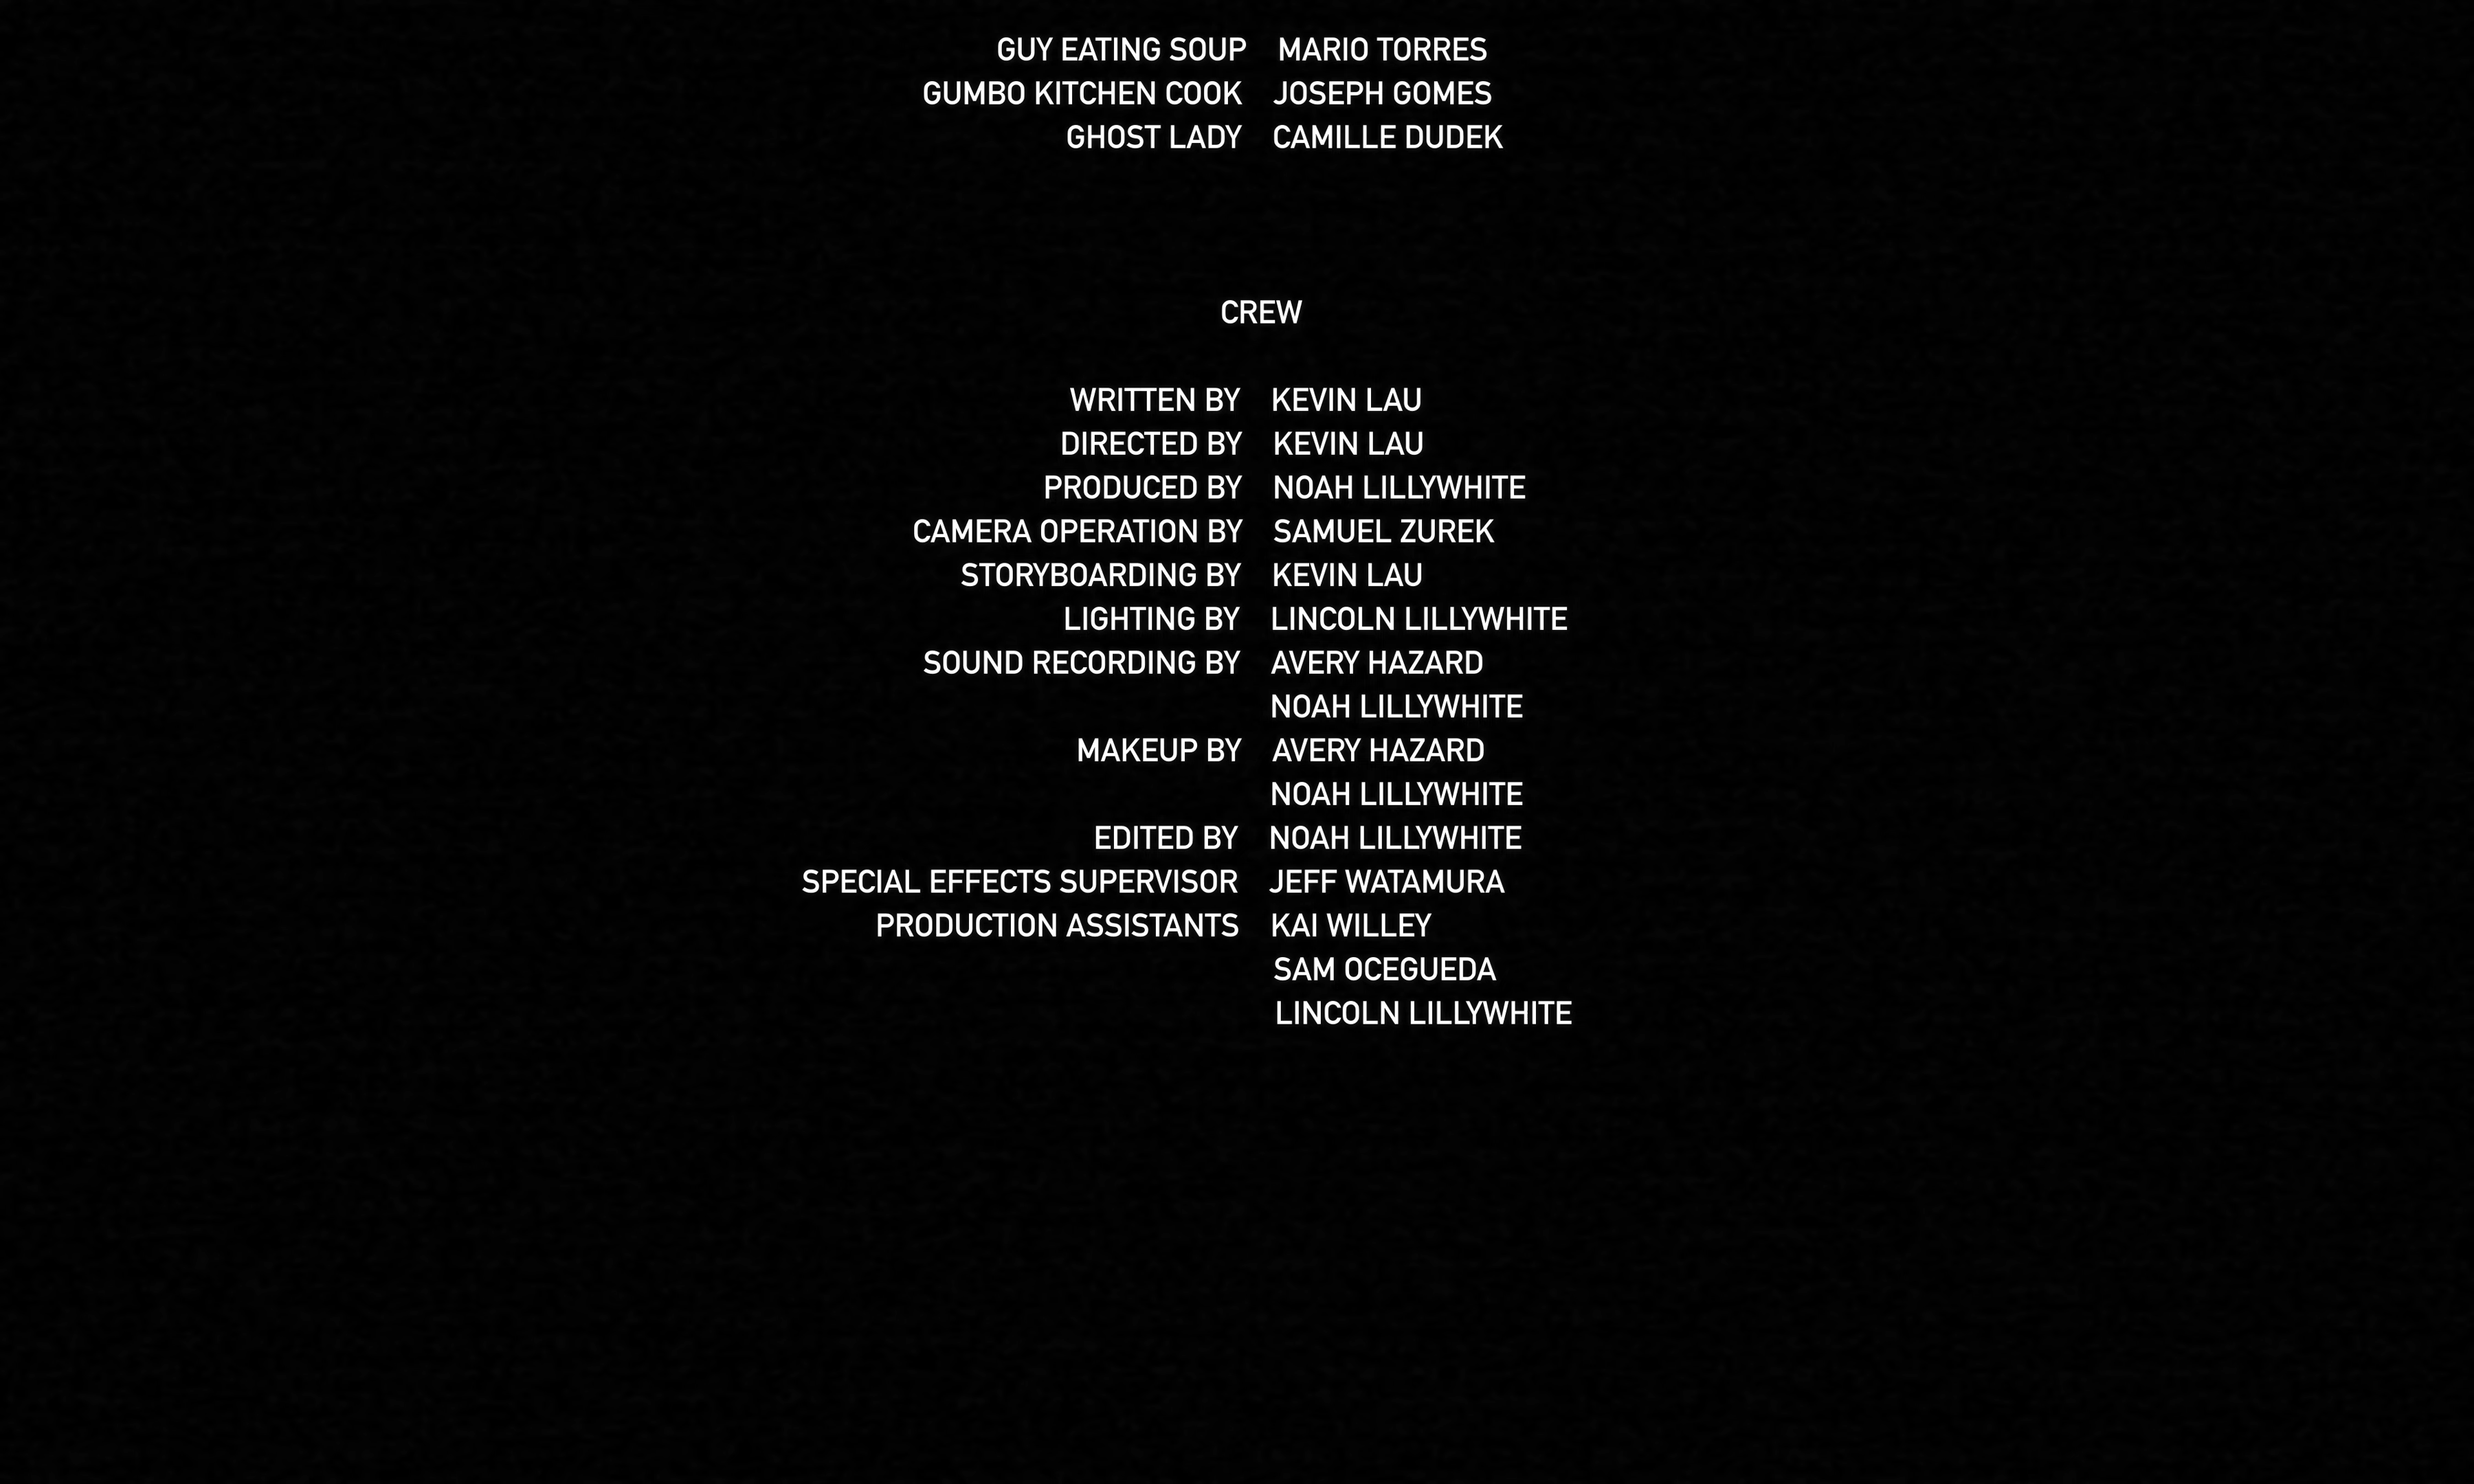 GUY EATING SOUP MARIO TORRES
GUMBO KITCHEN COOK JOSEPH GOMES
GHOST LADY CAMILLE DUDEK
CREW
WRITTEN BY KEVIN LAU
DIRECTED BY KEVIN LAU
PRODUCED BY NOAH LILLYWHITE
CAMERA OPERATION BY SAMUEL ZUREK
STORYBOARDING BY KEVIN LAU
LIGHTING BY LINCOLN LILLYWHITE
SOUND RECORDING BY AVERY HAZARD
NOAH LILLYWHITE
MAKEUP BY AVERY HAZARD
NOAH LILLYWHITE
EDITED BY NOAH LILLYWHITE
SPECIAL EFFECTS SUPERVISOR JEFF WATAMURA
PRODUCTION ASSISTANTS KAI WILLEY
SAM OCEGUEDA
LINCOLN LILLYWHITE